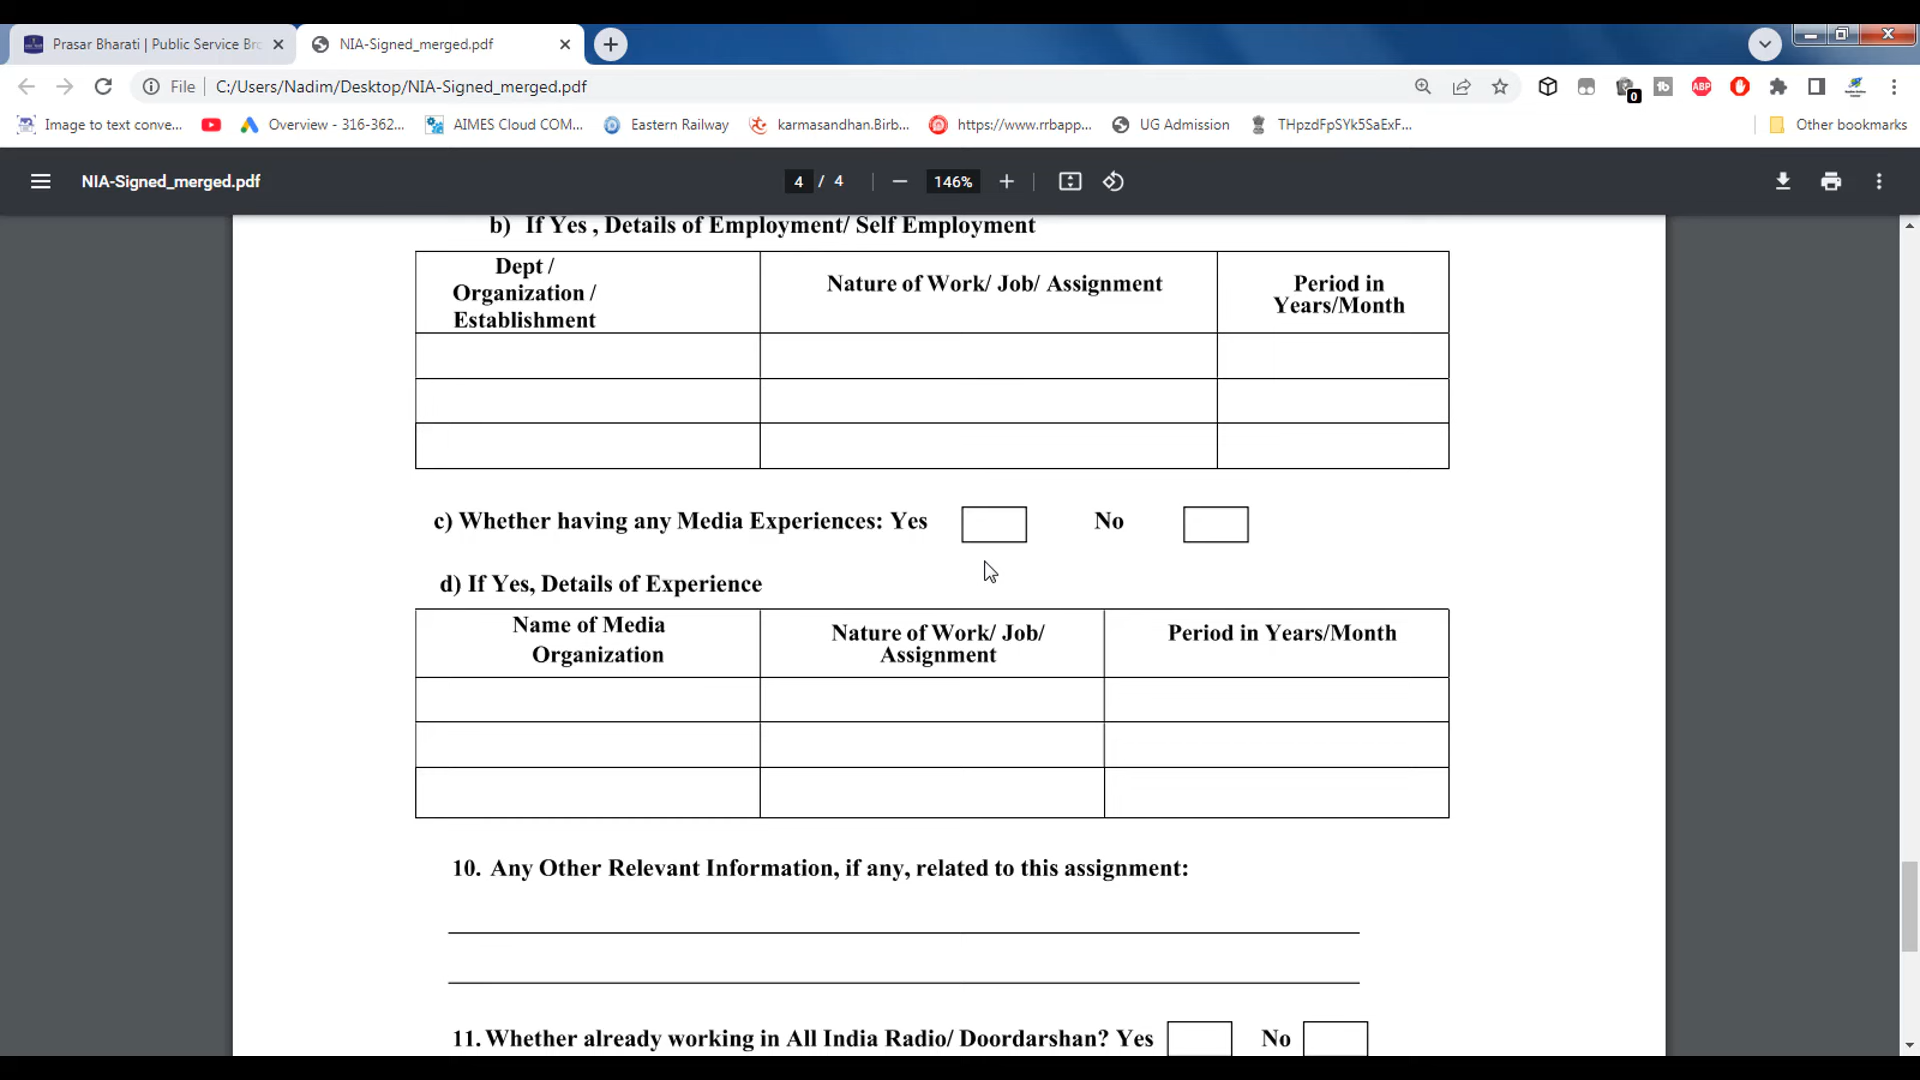 Prasar Bharati | Public Service Bro
NIA-Signed_merged.pdf
File C:/Users/Nadim/Desktop/NIA-Signed_merged.pdf
0
tb
ABP
Image to text conve...
Overview - 316-362...
AIMES Cloud COM...
Eastern Railway
karmasandhan.Birb...
https://www.rrbapp...
UG Admission
THpzdFpSYk5SaExF...
Other bookmarks
NIA-Signed_merged.pdf
4 / 4
146%
b) If Yes , Details of Employment/ Self Employment
Dept /
Organization /
Establishment
Nature of Work/ Job/ Assignment
Period in
Years/Month
c) Whether having any Media Experiences: Yes
No
d) If Yes, Details of Experience
Name of Media
Organization
Nature of Work/ Job/
Assignment
Period in Years/Month
10. Any Other Relevant Information, if any, related to this assignment:
11. Whether already working in All India Radio/ Doordarshan? Yes
No